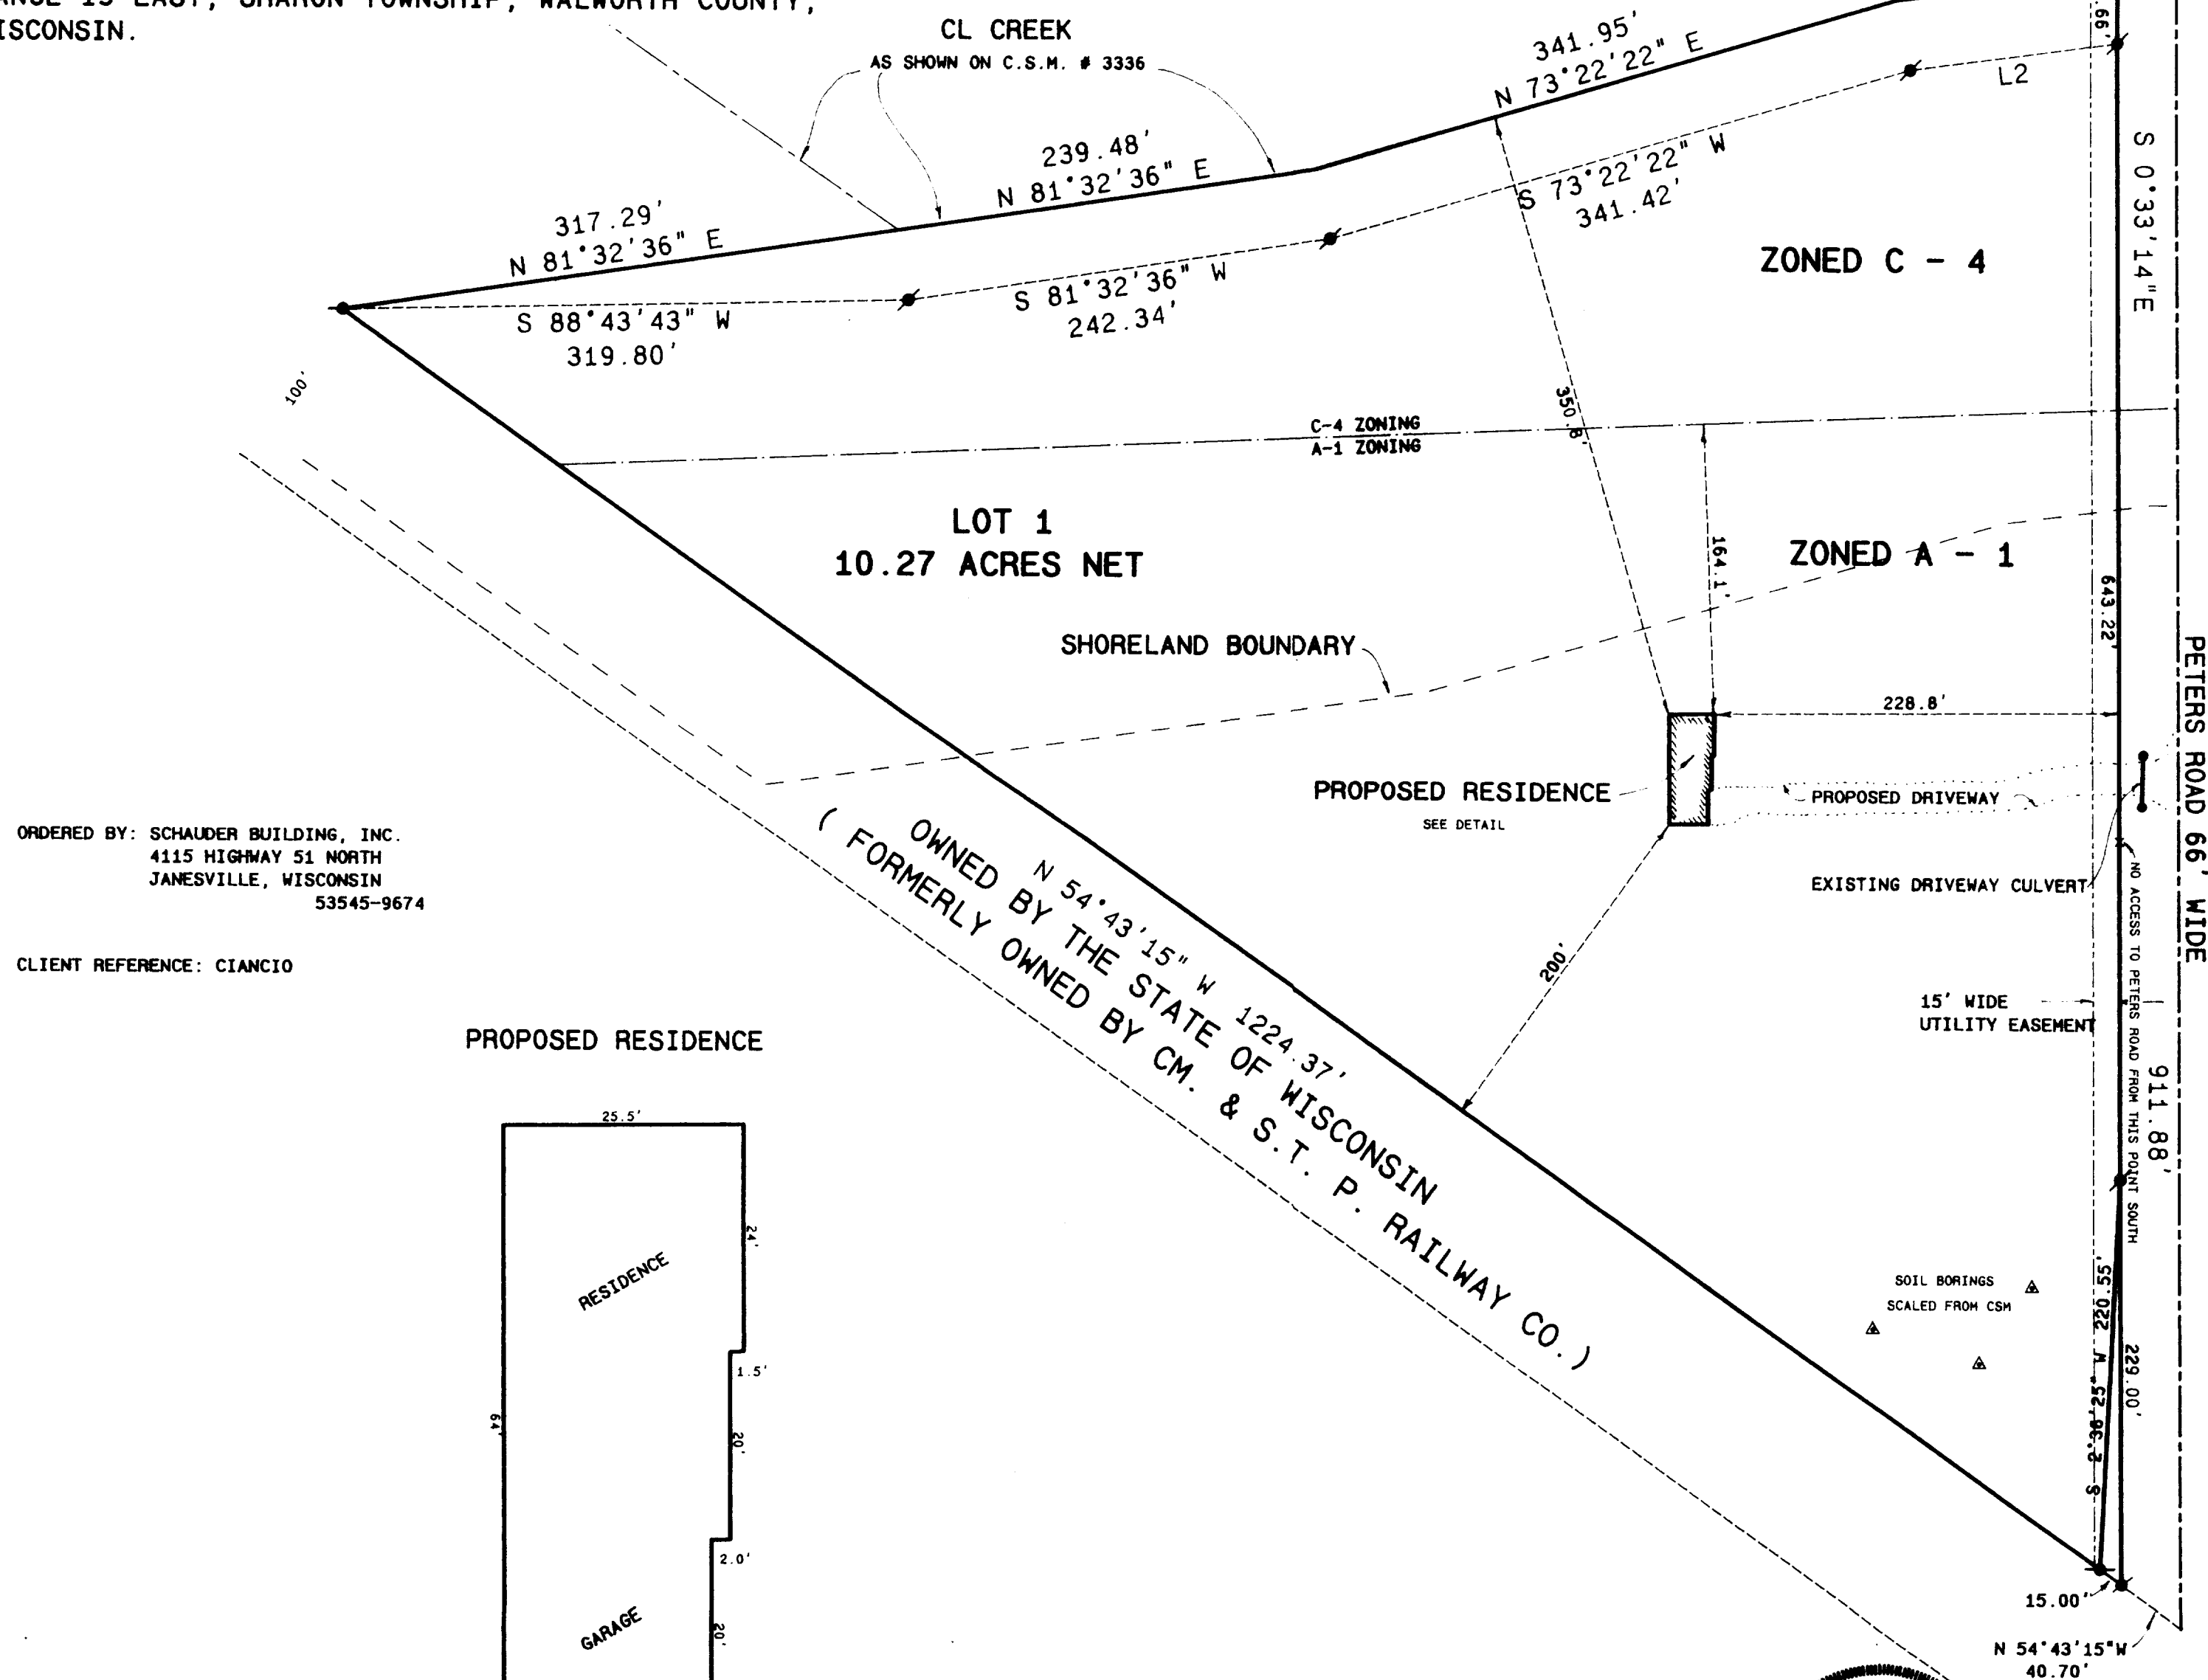 SHARON TOWNSHIP, WALWORTH COUNTY,
CL CREEK
AS SHOWN ON C.S.M. # 3336
341.95'
N 73°22'22" E
L2
239.48'
N 81°32'36" E
S 73°22'22" W
341.42'
317.29'
N 81°32'36" E
S 0°33'14"E
ZONED C - 4
S 81°32'36" W
242.34'
S 88°43'43" W
319.80'
100'
350.8'
C-4 ZONING
A-1 ZONING
LOT 1
10.27 ACRES NET
164.1'
ZONED A - 1
643.22'
SHORELAND BOUNDARY
PETERS ROAD 66' WIDE
228.8'
PROPOSED RESIDENCE
SEE DETAIL
PROPOSED DRIVEWAY
ORDERED BY: SCHAUDER BUILDING, INC.
4115 HIGHWAY 51 NORTH
JANESVILLE, WISCONSIN
53545-9674
EXISTING DRIVEWAY CULVERT
NO ACCESS TO PETERS ROAD FROM THIS POINT SOUTH
CLIENT REFERENCE: CIANCIO
N 54°43'15" W 1224.37'
OWNED BY THE STATE OF WISCONSIN
( FORMERLY OWNED BY CM. & S.T. P. RAILWAY CO. )
200'
15' WIDE
UTILITY EASEMENT
911.88'
PROPOSED RESIDENCE
25.5'
24'
RESIDENCE
1.5'
64'
20'
2.0'
GARAGE
20'
SOIL BORINGS
SCALED FROM CSM
S 2°36'25" W 220.55'
229.00'
15.00'
N 54°43'15"W
40.70'